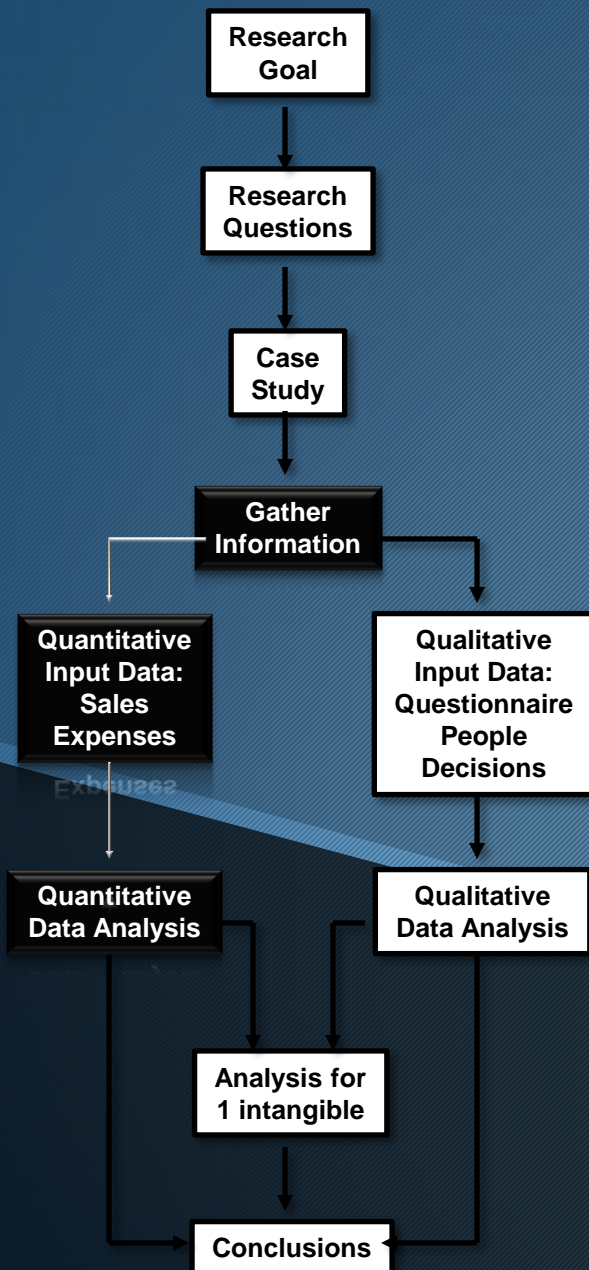 Research
Goal
Research
Questions
Case
Study
Gather
Information
Quantitative
Input Data:
Sales
Expenses
Qualitative
Input Data:
Questionnaire
People
Decisions
Quantitative
Data Analysis
Qualitative
Data Analysis
Analysis for
1 intangible
Conclusions